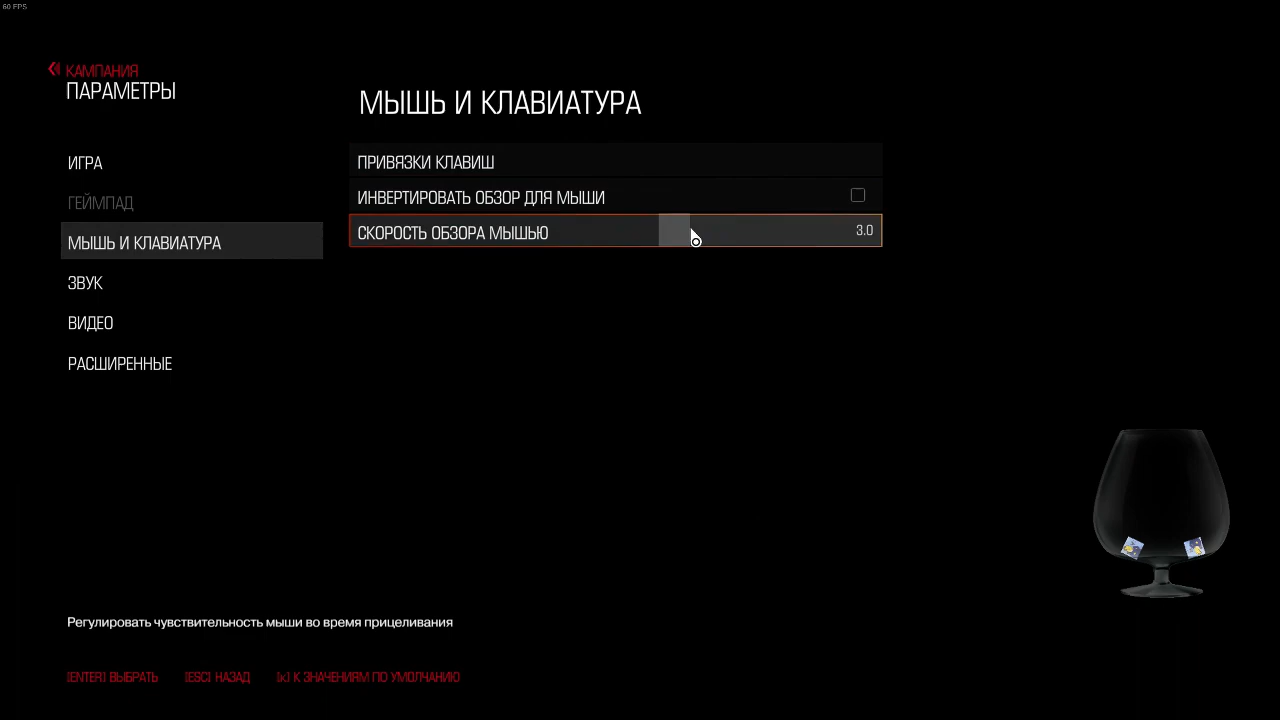 60 FPS
КАМПАНИЯ
ПАРАМЕТРЫ
МЫШЬ И КЛАВИАТУРА
ИГРА
ГЕЙМПАД
МЫШЬ И КЛАВИАТУРА
ЗВУК
ВИДЕО
РАСШИРЕННЫЕ
ПРИВЯЗКИ КЛАВИШ
ИНВЕРТИРОВАТЬ ОБЗОР ДЛЯ МЫШИ
СКОРОСТЬ ОБЗОРА МЫШЬЮ 3.0
Регулировать чувствительность мыши во время прицеливания
[ENTER] ВЫБРАТЬ [ESC] НАЗАД [K] К ЗНАЧЕНИЯМ ПО УМОЛЧАНИЮ